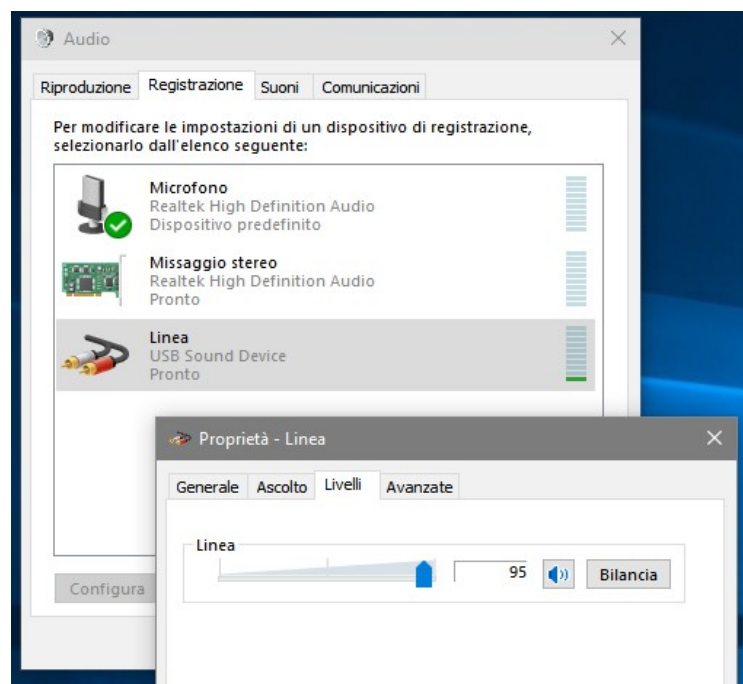 Audio
Riproduzione Registrazione Suoni Comunicazioni
Per modificare le impostazioni di un dispositivo di registrazione,
selezionarlo dall'elenco seguente:
Microfono
Realtek High Definition Audio
Dispositivo predefinito
Missaggio stereo
Realtek High Definition Audio
Pronto
Linea
USB Sound Device
Pronto
Configura
Proprietà - Linea
Generale Ascolto Livelli Avanzate
Linea
95 Bilancia